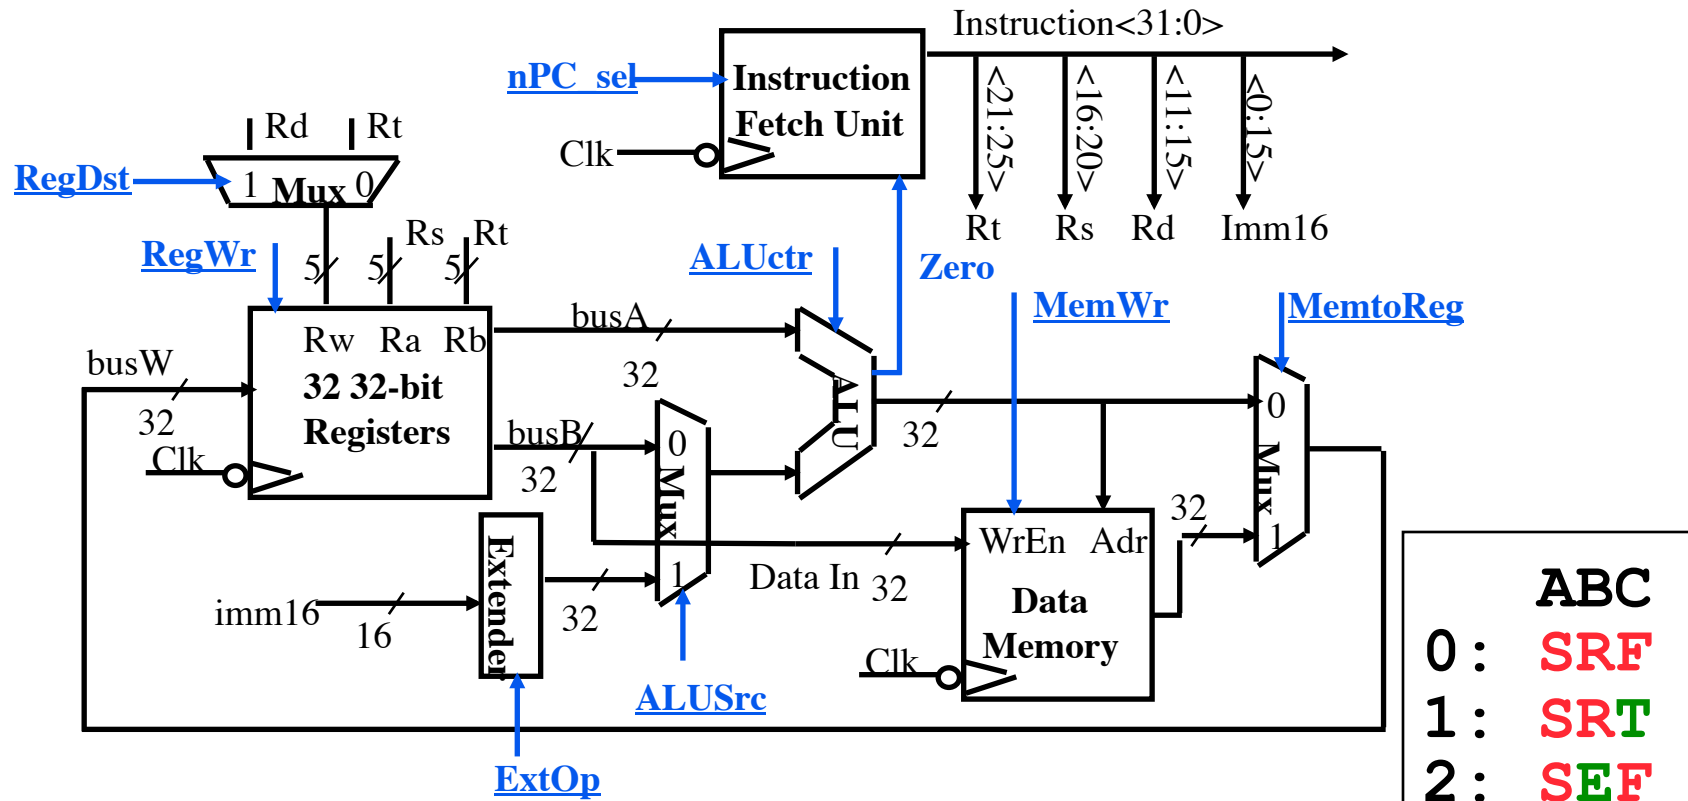 Instruction<31:0>
nPC_sel
Instruction
Fetch Unit
Clk
<21:25>
<16:20>
<11:15>
<0:15>
Rt
Rs
Rd
Imm16
Rd
Rt
RegDst
1
Mux
0
RegWr
5
5
5
Rs
Rt
ALUctr
Zero
MemWr
MemtoReg
busW
32
Rw
Ra
Rb
32 32-bit
Registers
Clk
busA
32
busB
32
0
Mux
1
ALU
32
0
Mux
1
imm16
16
Extender
32
ALUSrc
ExtOp
Data In
32
WrEn
Adr
Data
Memory
Clk
32
ABC
0: SRF
1: SRT
2: SEF